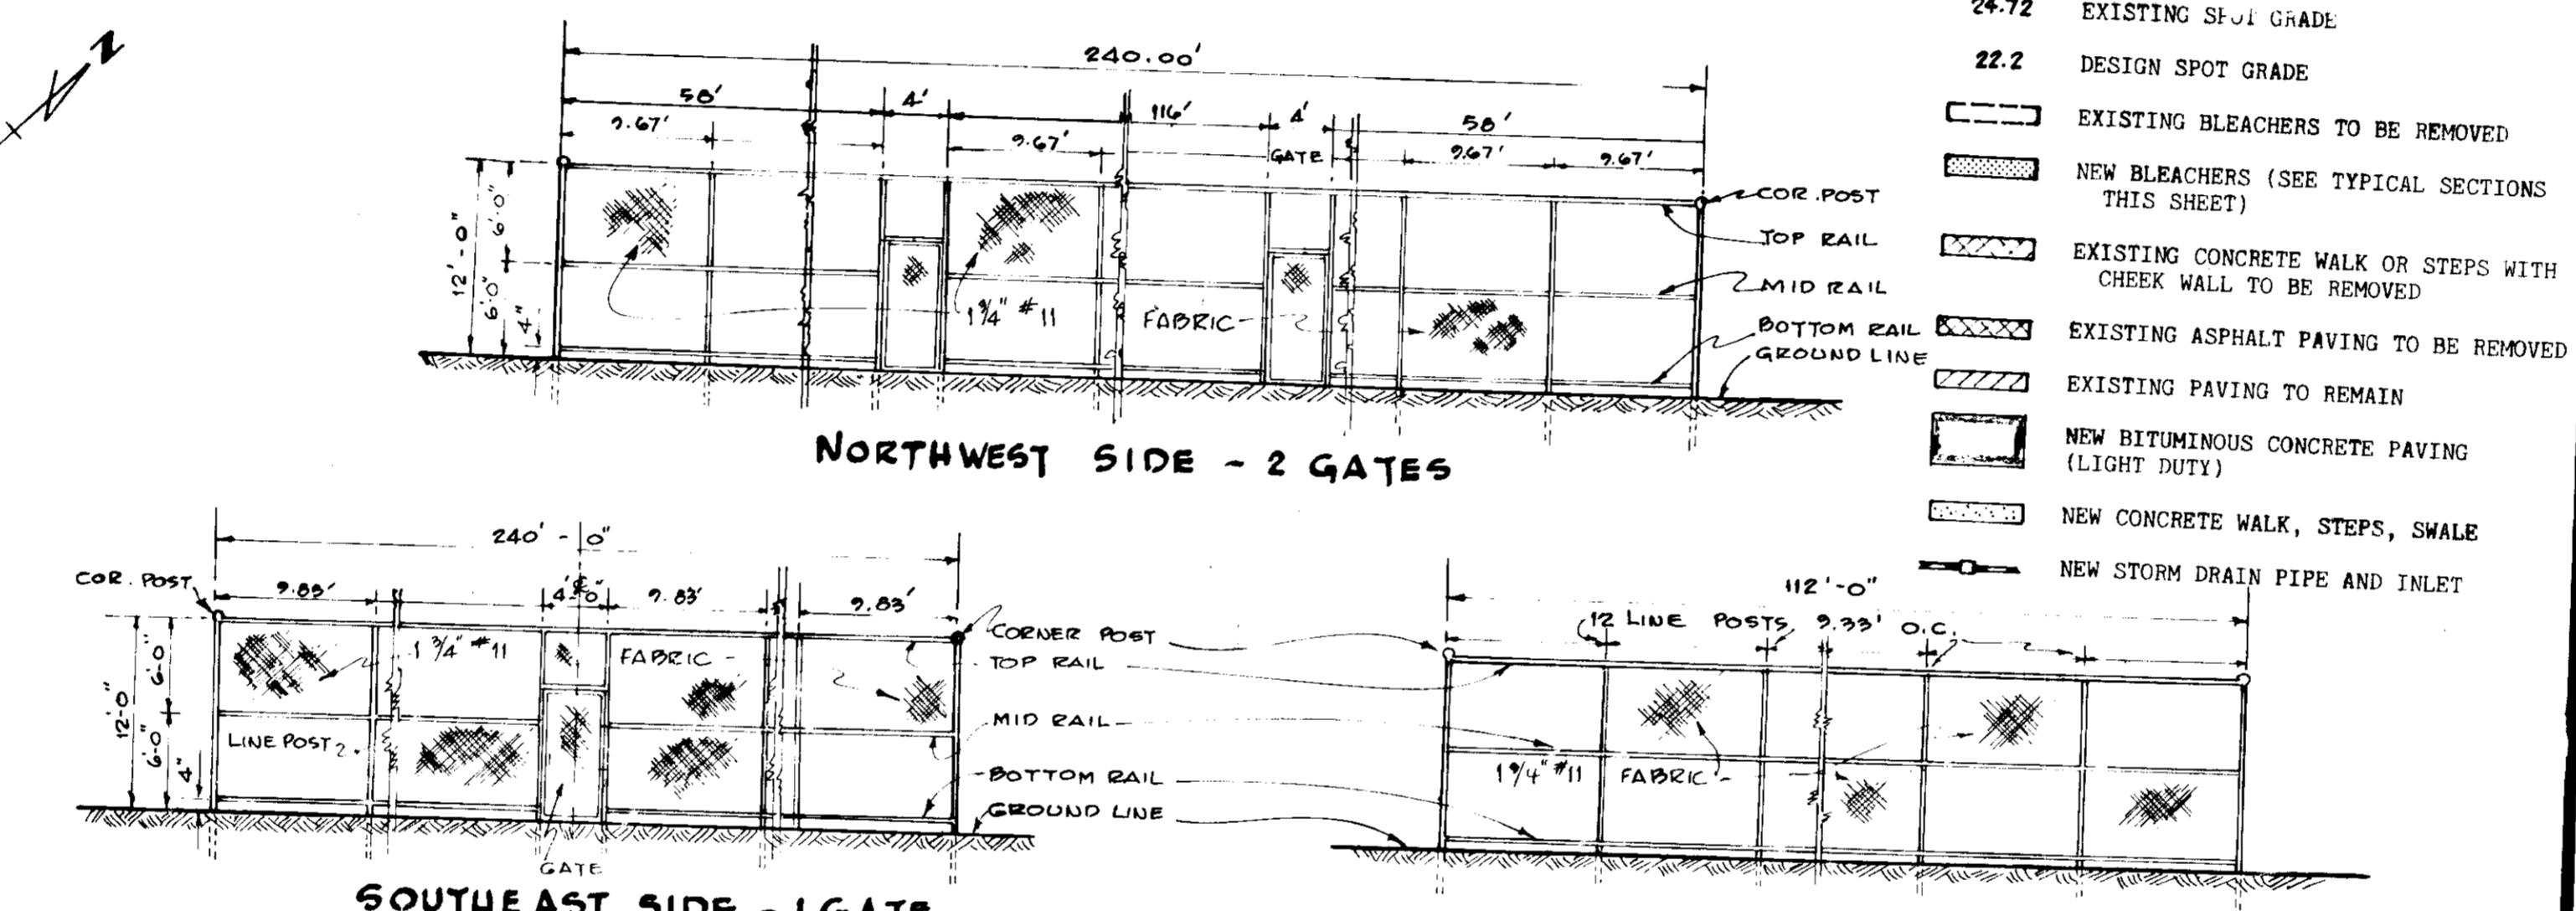 N
240.00'
58'
4'
116'
4'
58'
9.67'
9.67'
GATE
9.67'
9.67'
12'-0"
6'-0"
6'-0"
4"
1 3/4" #11
FABRIC
COR. POST
TOP RAIL
MID RAIL
BOTTOM RAIL
GROUND LINE
NORTHWEST SIDE - 2 GATES
24.72 EXISTING SPOT GRADE
22.2 DESIGN SPOT GRADE
EXISTING BLEACHERS TO BE REMOVED
NEW BLEACHERS (SEE TYPICAL SECTIONS
THIS SHEET)
EXISTING CONCRETE WALK OR STEPS WITH
CHEEK WALL TO BE REMOVED
EXISTING ASPHALT PAVING TO BE REMOVED
EXISTING PAVING TO REMAIN
NEW BITUMINOUS CONCRETE PAVING
(LIGHT DUTY)
NEW CONCRETE WALK, STEPS, SWALE
NEW STORM DRAIN PIPE AND INLET
240'-0"
COR. POST
9.83'
4'-0"
9.83'
9.83'
12'-0"
6'-0"
6'-0"
4"
1 3/4" #11
FABRIC
LINE POST
GATE
CORNER POST
TOP RAIL
MID RAIL
BOTTOM RAIL
GROUND LINE
SOUTHEAST SIDE - 1 GATE
112'-0"
12 LINE POSTS 9.33' O.C.
1 3/4" #11 FABRIC